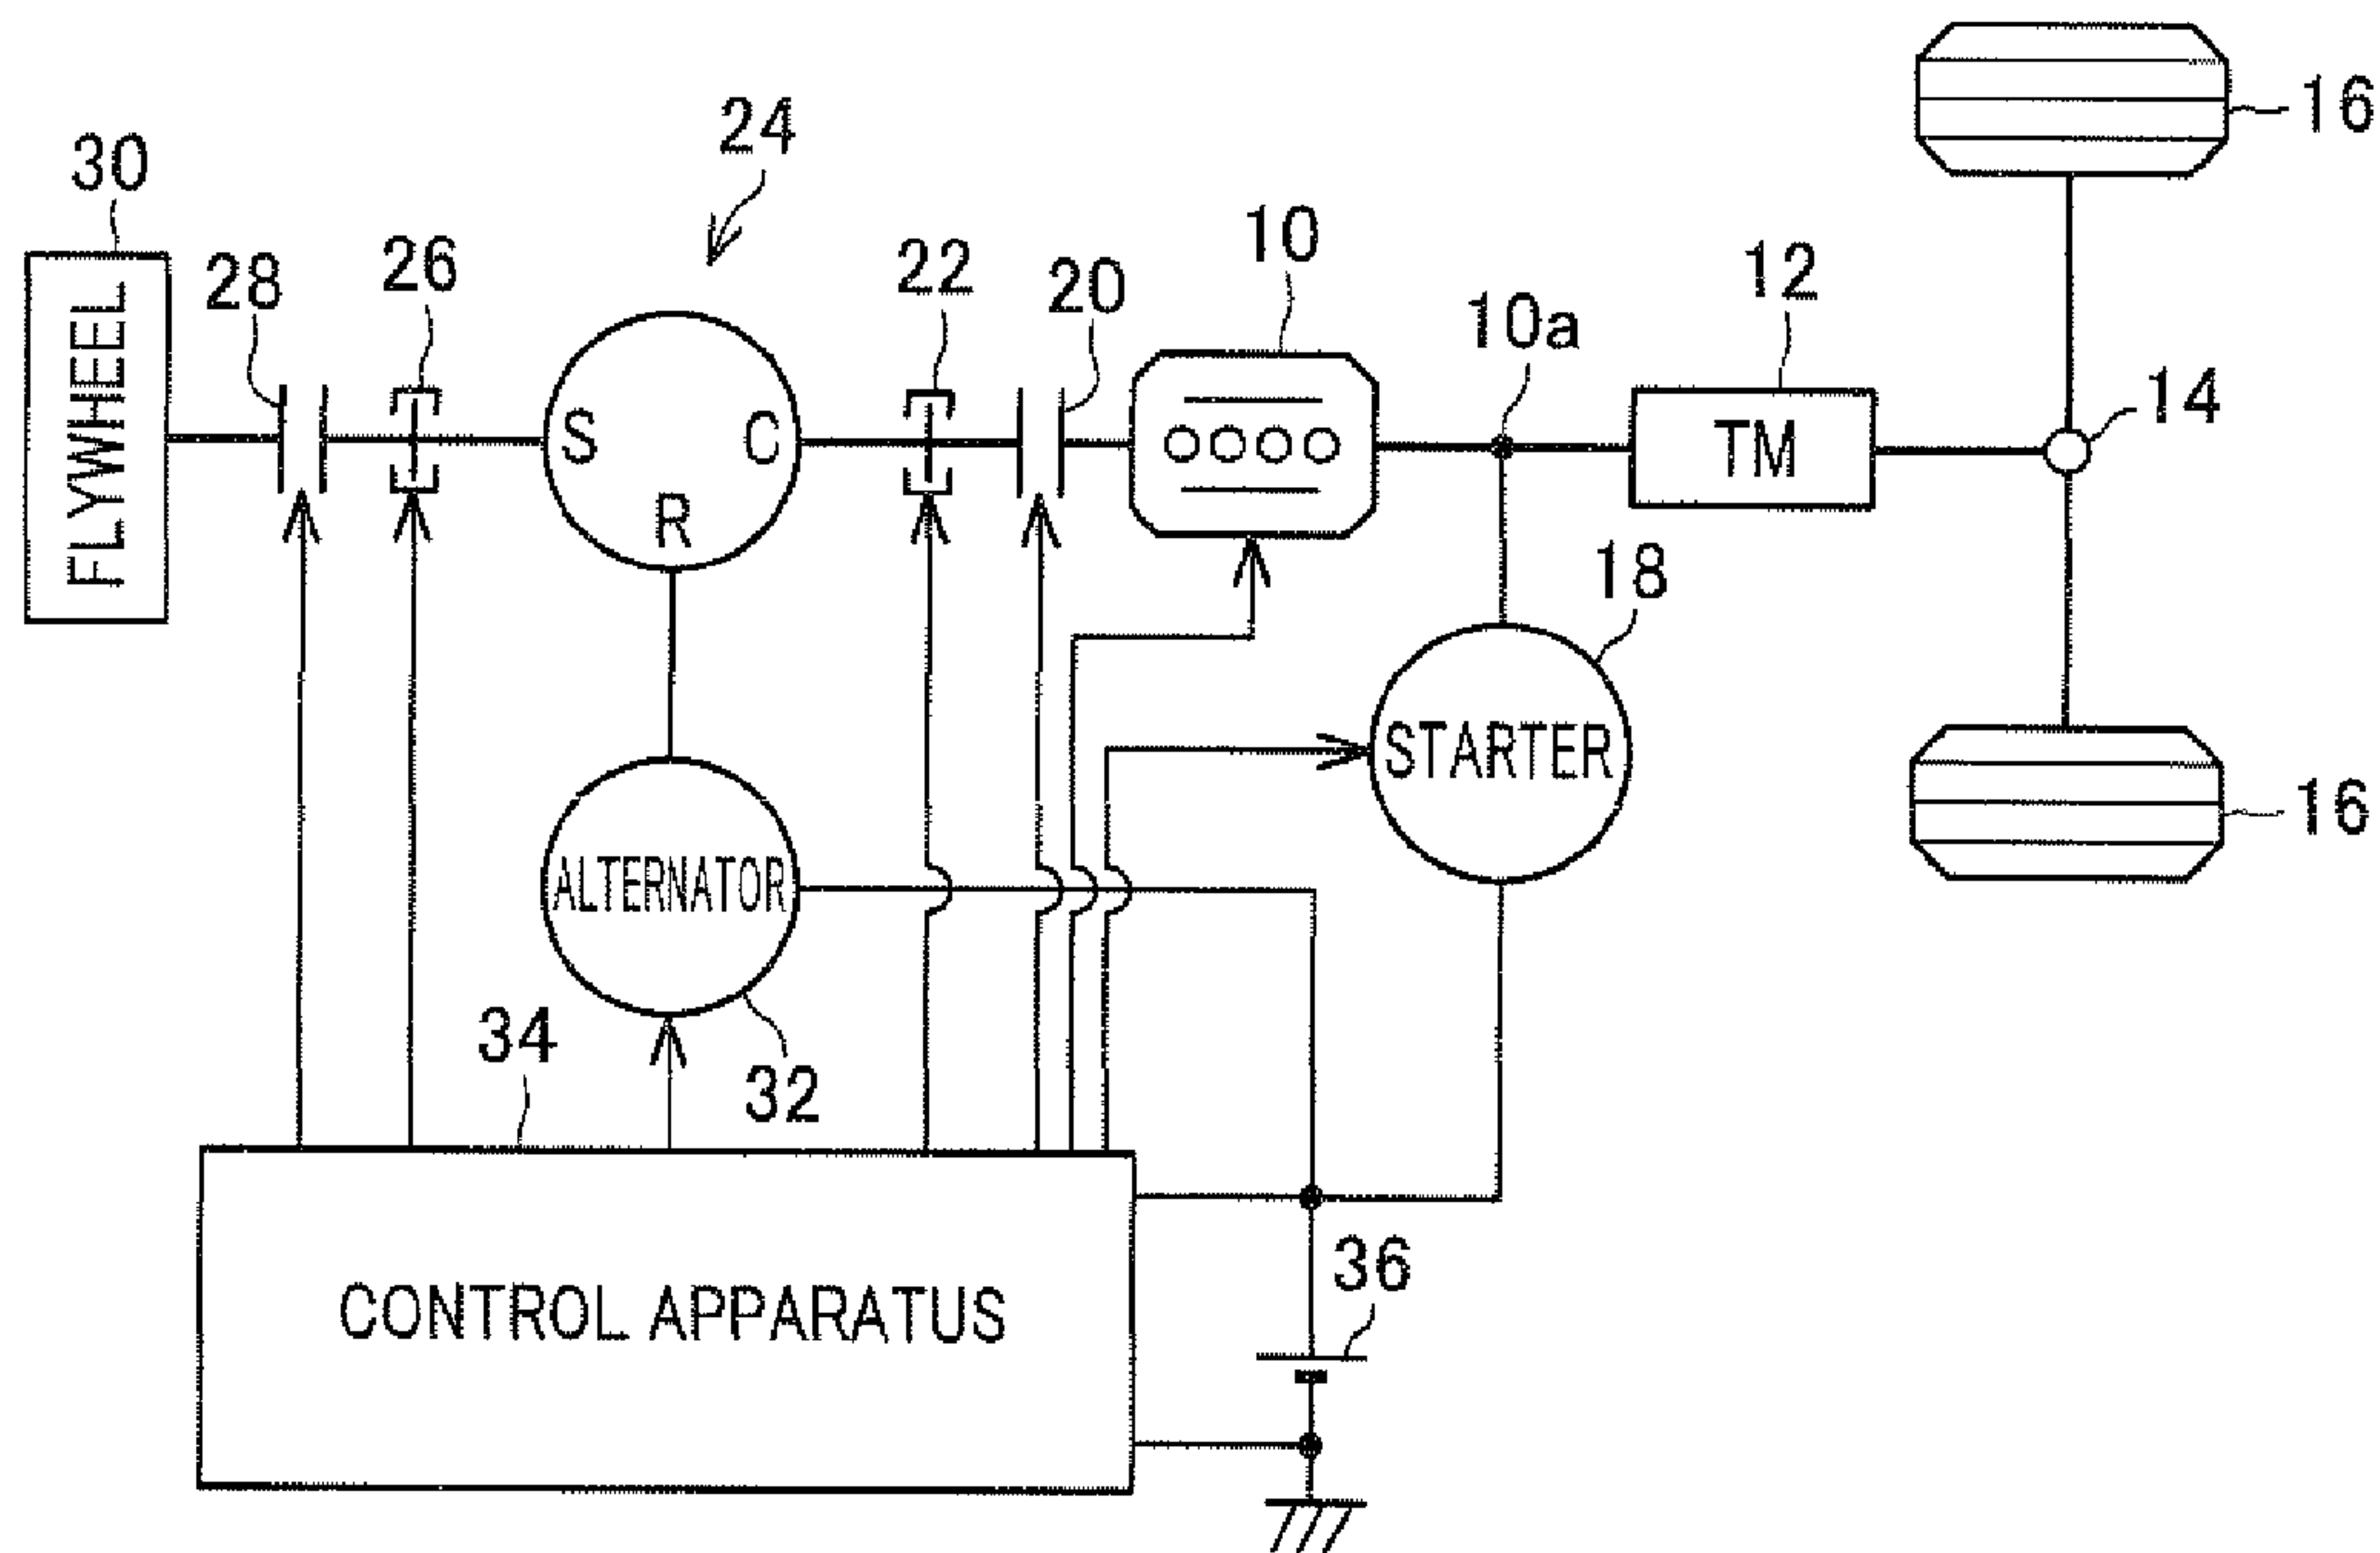 16
24
30
10
26
22
12
28
20
10a
14
FLYWHEEL
S
C
TM
R
18
STARTER
16
ALTERNATOR
34
32
36
CONTROL APPARATUS